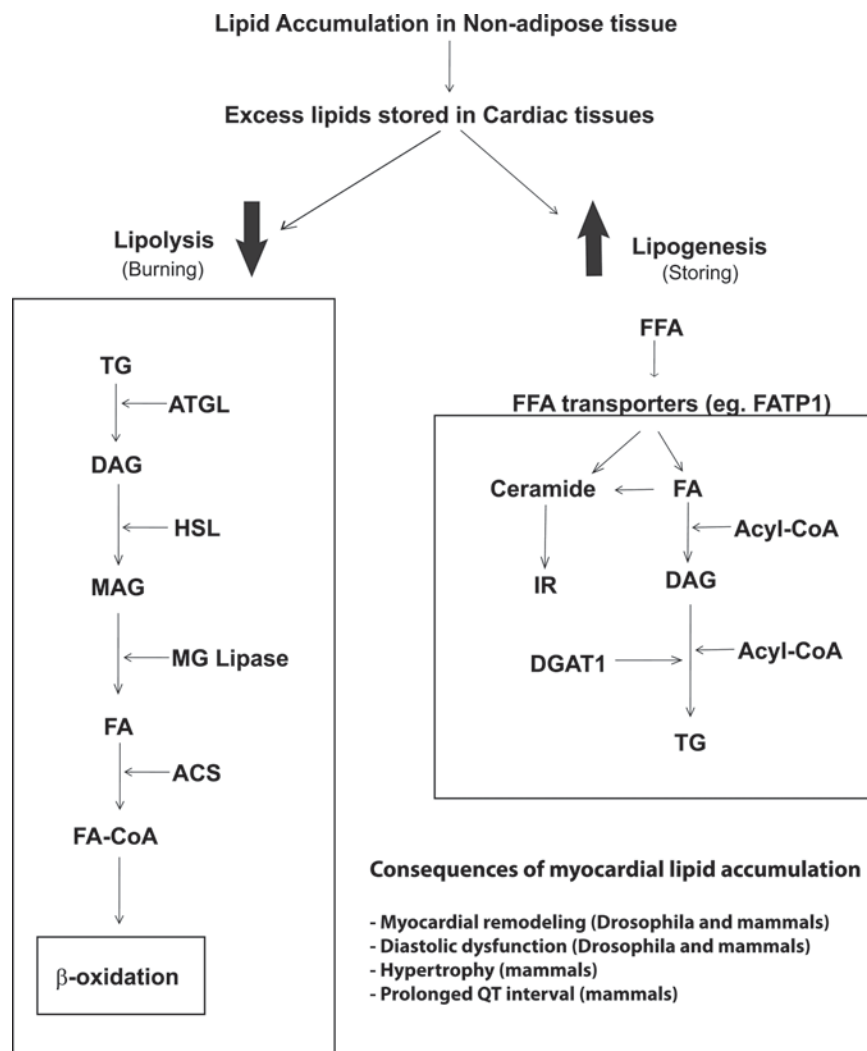 Lipid Accumulation in Non-adipose tissue
Excess lipids stored in Cardiac tissues
Lipolysis
(Burning)
TG
ATGL
DAG
HSL
MAG
MG Lipase
FA
ACS
FA-CoA
β-oxidation
Lipogenesis
(Storing)
FFA
FFA transporters (eg. FATP1)
Ceramide
FA
Acyl-CoA
IR
DAG
DGAT1
Acyl-CoA
TG
Consequences of myocardial lipid accumulation
- Myocardial remodeling (Drosophila and mammals)
- Diastolic dysfunction (Drosophila and mammals)
- Hypertrophy (mammals)
- Prolonged QT interval (mammals)